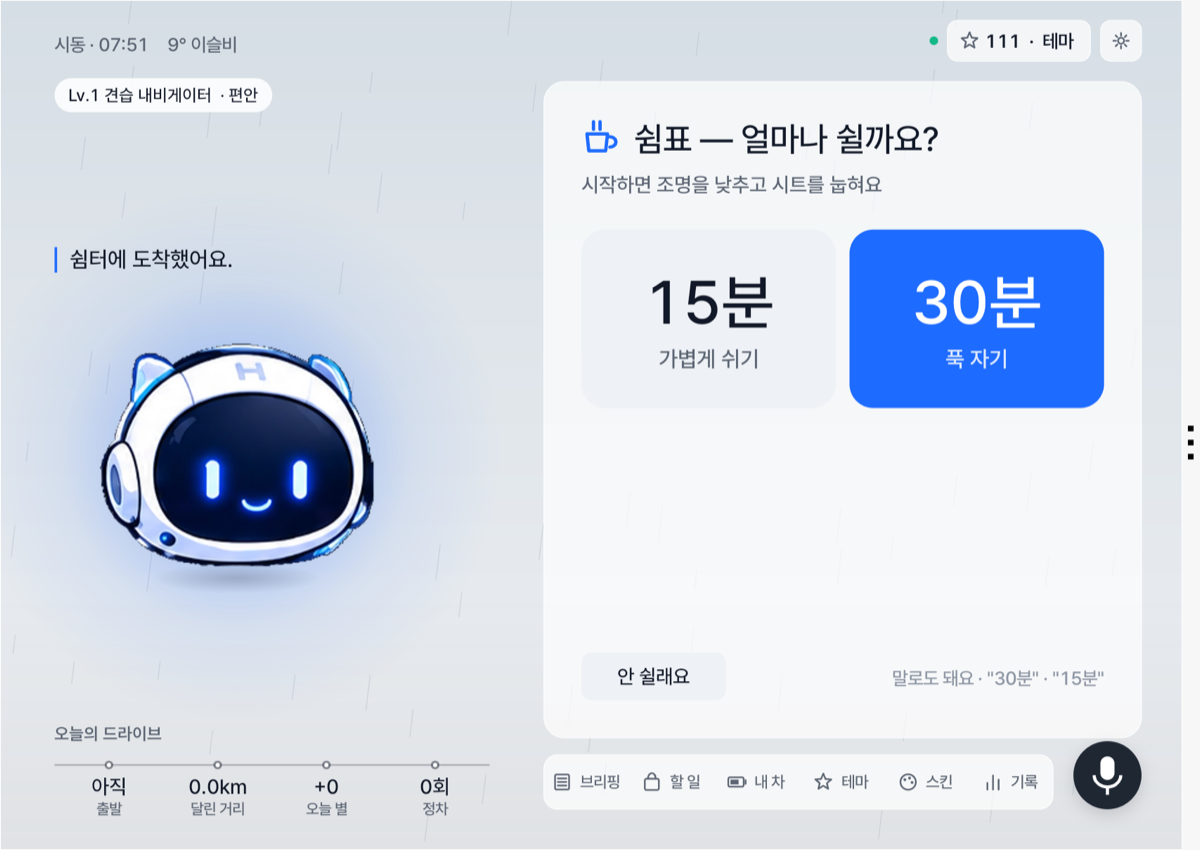 시동 · 07:51 9° 이슬비
111 · 테마
Lv.1 견습 내비게이터 · 편안
쉼터에 도착했어요.
H
쉼표 — 얼마나 쉴까요?
시작하면 조명을 낮추고 시트를 눕혀요
15분
가볍게 쉬기
30분
푹 자기
안 쉴래요
말로도 돼요 · "30분" · "15분"
오늘의 드라이브
아직 0.0km +0 0회
출발 달린 거리 오늘 별 정차
브리핑 할 일 내 차 테마 스킨 기록